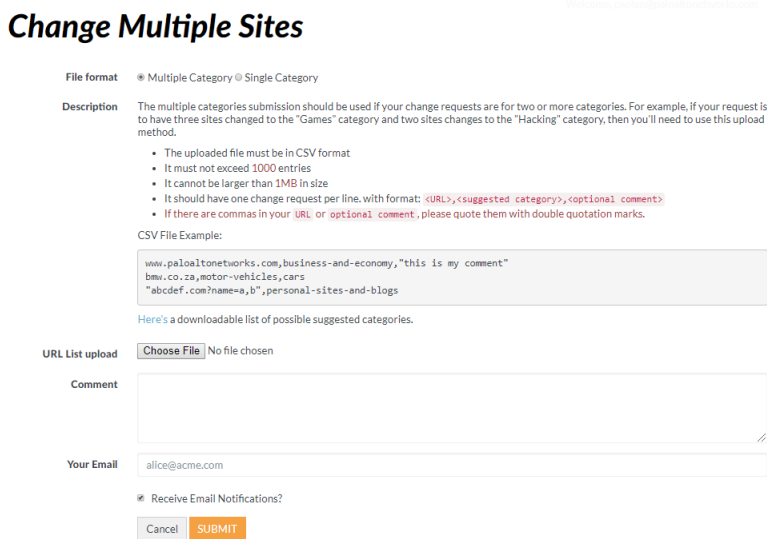 Change Multiple Sites
File format Multiple Category Single Category
Description The multiple categories submission should be used if your change requests are for two or more categories. For example, if your request is
to have three sites changed to the "Games" category and two sites changes to the "Hacking" category, then you'll need to use this upload
method.
• The uploaded file must be in CSV format
• It must not exceed 1000 entries
• It cannot be larger than 1MB in size
• It should have one change request per line. with format: <URL>,<suggested category>,<optional comment>
• If there are commas in your URL or optional comment, please quote them with double quotation marks.
CSV File Example:
www.paloaltonetworks.com,business-and-economy,"this is my comment"
bmw.co.za,motor-vehicles,cars
"abcdef.com?name=a,b",personal-sites-and-blogs
Here's a downloadable list of possible suggested categories.
URL List upload Choose File No file chosen
Comment
Your Email alice@acme.com
Receive Email Notifications?
Cancel SUBMIT